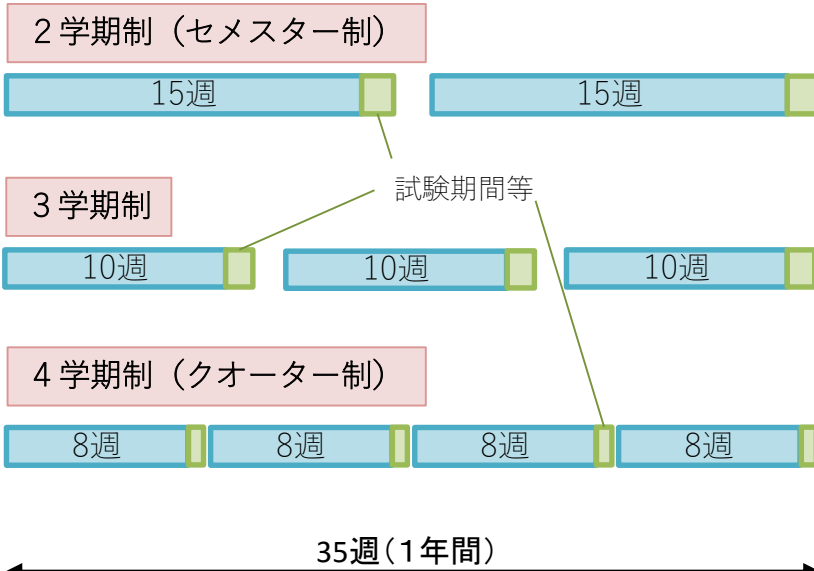 ２学期制（セメスター制）
15週
15週
試験期間等
３学期制
10週
10週
10週
４学期制（クオーター制）
8週
8週
8週
8週
35週（１年間）